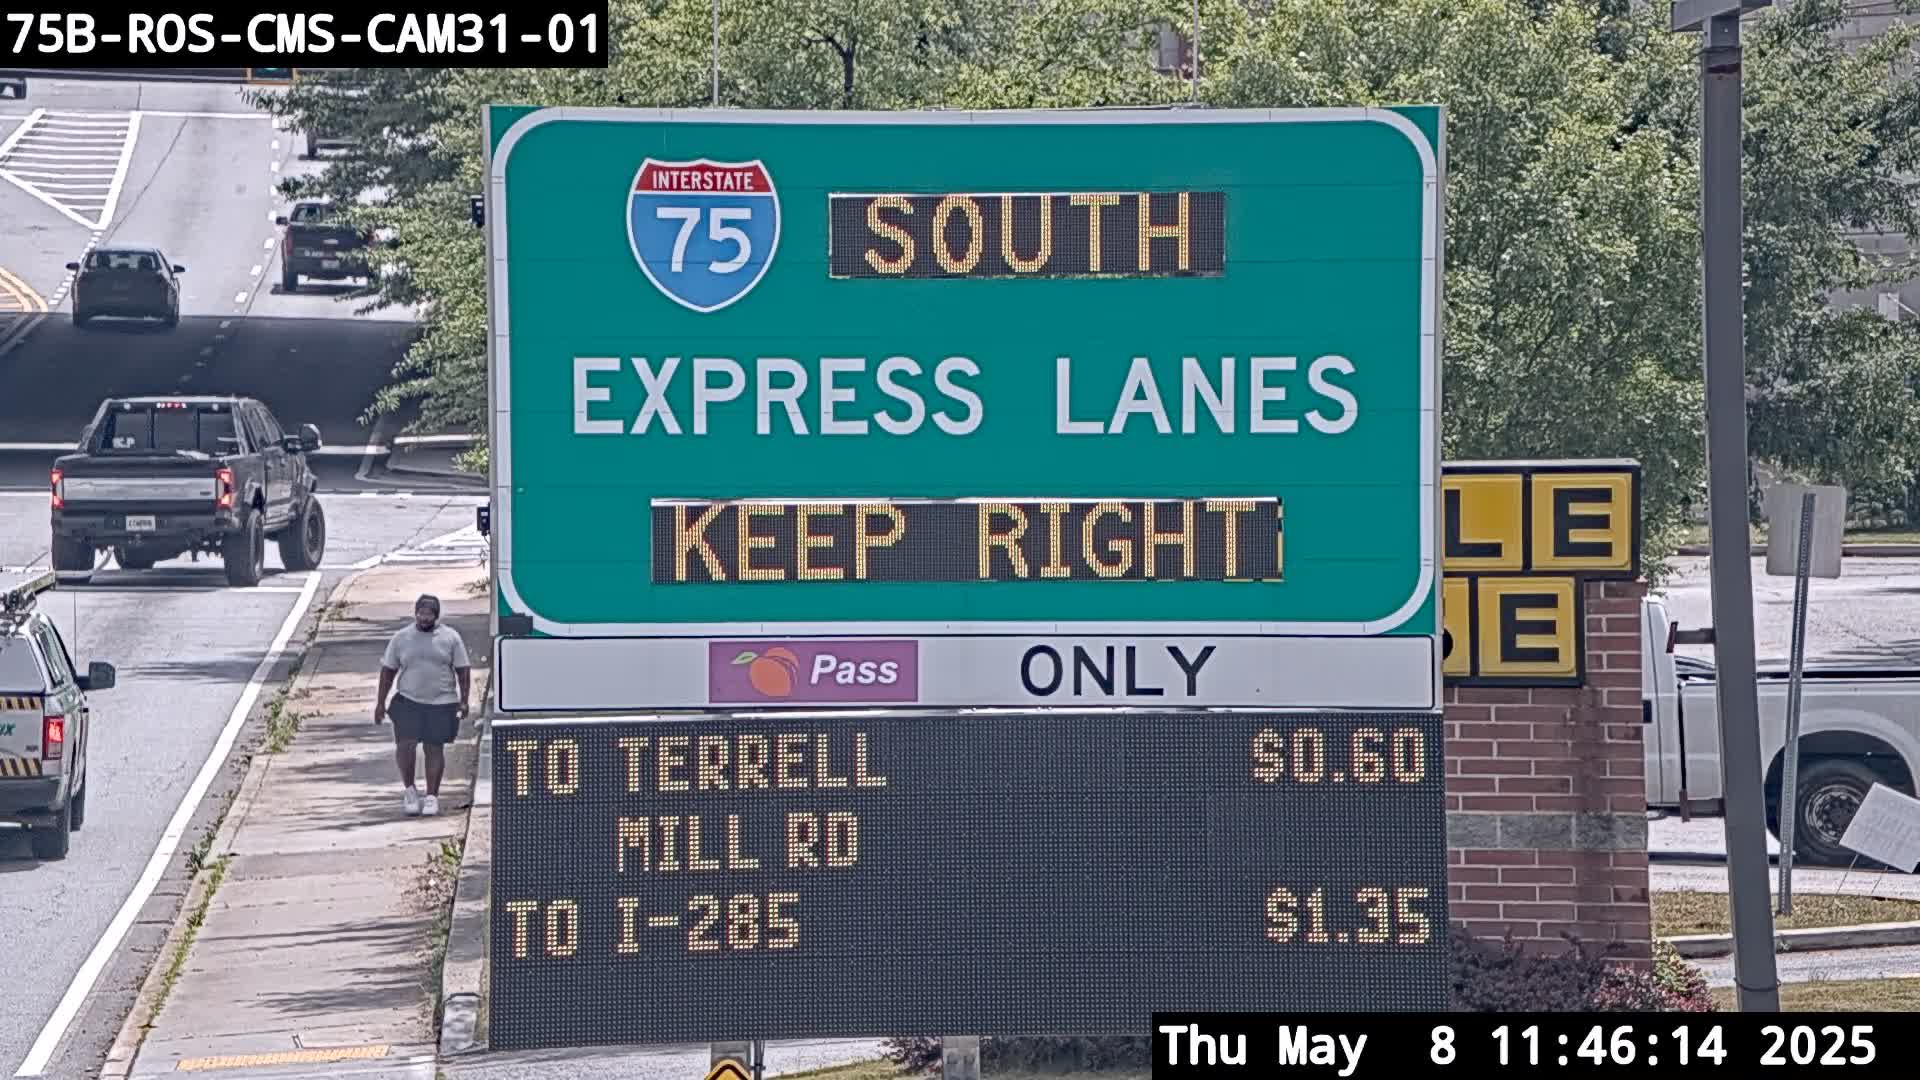 75B-ROS-CMS-CAM31-01
INTERSTATE
75
SOUTH
EXPRESS LANES
KEEP RIGHT
Pass ONLY
TO TERRELL $0.60
MILL RD
TO I-285 $1.35
LE
E
Thu May 8 11:46:14 2025